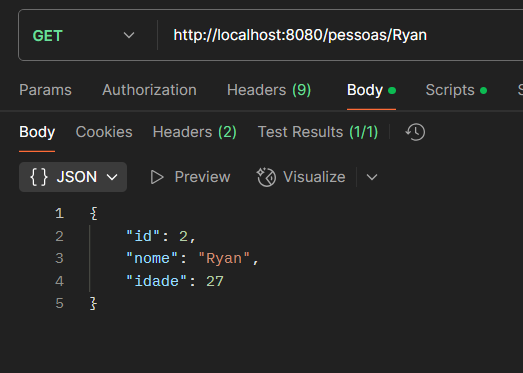 GET http://localhost:8080/pessoas/Ryan
Params Authorization Headers (9) Body Scripts S
Body Cookies Headers (2) Test Results (1/1)
{} JSON Preview Visualize
1 {
2 "id": 2,
3 "nome": "Ryan",
4 "idade": 27
5 }